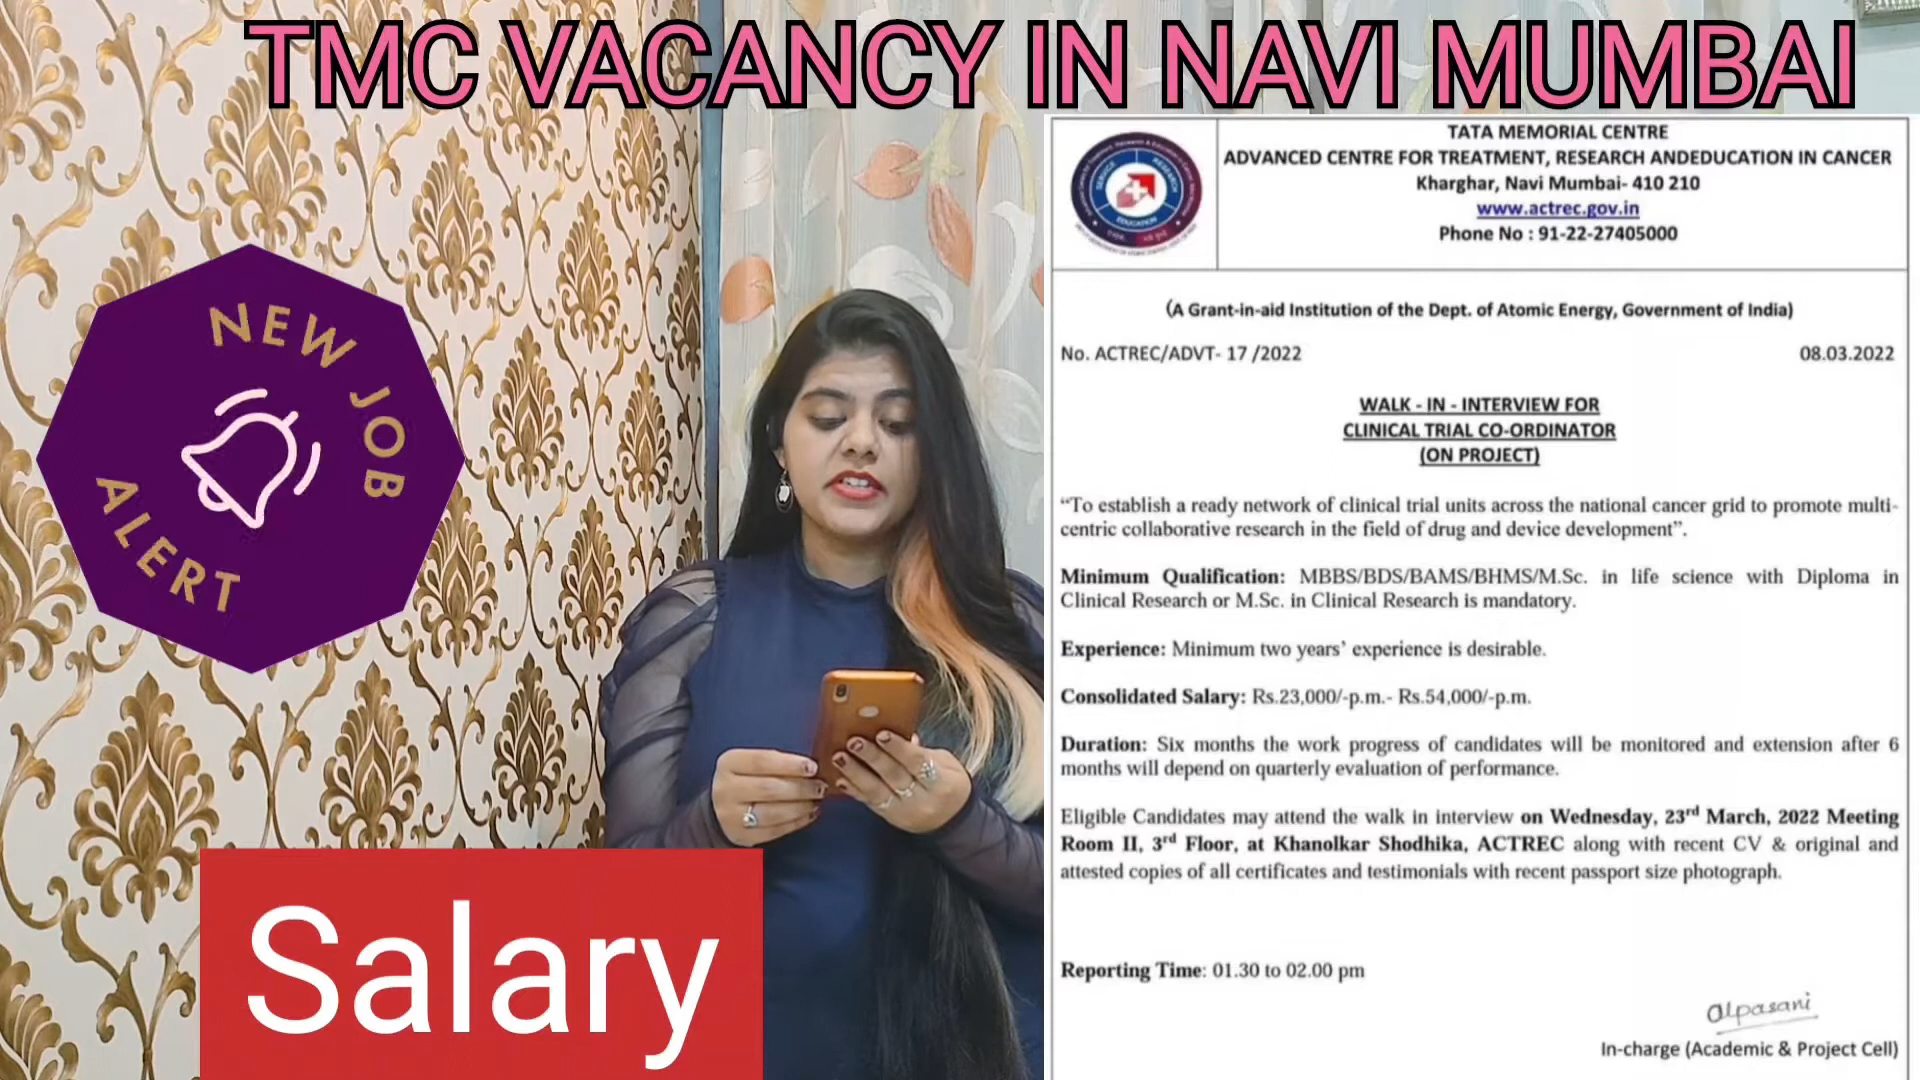 TMC VACANCY IN NAVI MUMBAI
NEW JOB
ALERT
Salary
SERVICE
RESEARCH
EDUCATION
TATA MEMORIAL CENTRE
ADVANCED CENTRE FOR TREATMENT, RESEARCH ANDEDUCATION IN CANCER
Kharghar, Navi Mumbai- 410 210
www.actrec.gov.in
Phone No : 91-22-27405000
(A Grant-in-aid Institution of the Dept. of Atomic Energy, Government of India)
No. ACTREC/ADVT- 17 /2022 08.03.2022
WALK - IN - INTERVIEW FOR
CLINICAL TRIAL CO-ORDINATOR
(ON PROJECT)
“To establish a ready network of clinical trial units across the national cancer grid to promote multi-
centric collaborative research in the field of drug and device development”.
Minimum Qualification: MBBS/BDS/BAMS/BHMS/M.Sc. in life science with Diploma in
Clinical Research or M.Sc. in Clinical Research is mandatory.
Experience: Minimum two years’ experience is desirable.
Consolidated Salary: Rs.23,000/-p.m.- Rs.54,000/-p.m.
Duration: Six months the work progress of candidates will be monitored and extension after 6
months will depend on quarterly evaluation of performance.
Eligible Candidates may attend the walk in interview on Wednesday, 23rd March, 2022 Meeting
Room II, 3rd Floor, at Khanolkar Shodhika, ACTREC along with recent CV & original and
attested copies of all certificates and testimonials with recent passport size photograph.
Reporting Time: 01.30 to 02.00 pm
alpasani
In-charge (Academic & Project Cell)